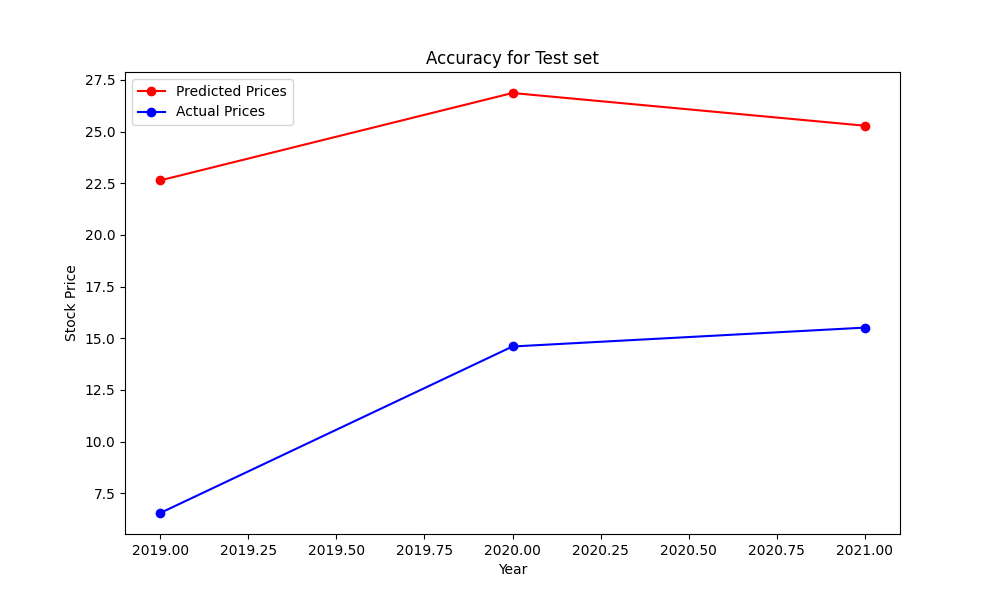 Accuracy for Test set
Predicted Prices
Actual Prices
27.5
25.0
22.5
20.0
17.5
15.0
12.5
10.0
7.5
Stock Price
2019.00 2019.25 2019.50 2019.75 2020.00 2020.25 2020.50 2020.75 2021.00
Year